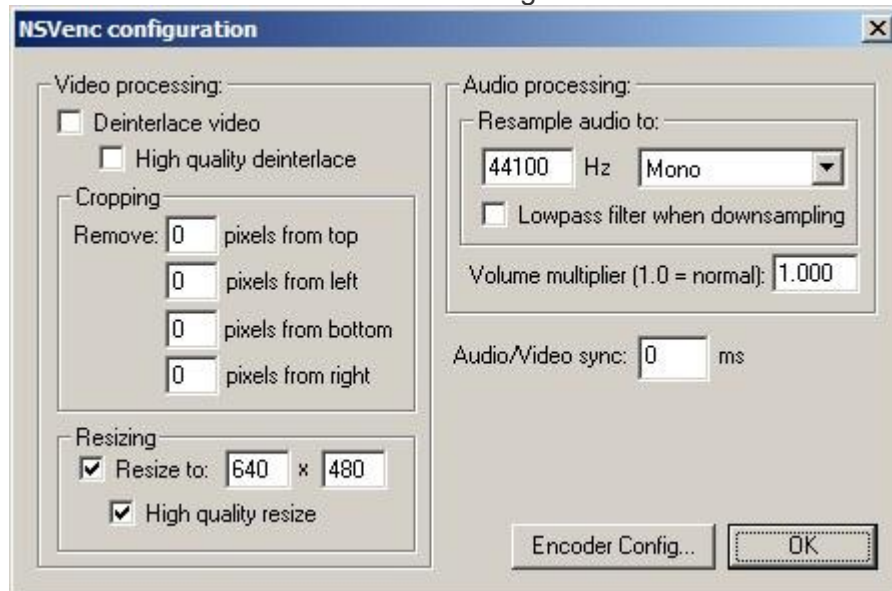 NSVenc configuration
Video processing:
Deinterlace video
High quality deinterlace
Cropping
Remove: 0 pixels from top
0 pixels from left
0 pixels from bottom
0 pixels from right
Resizing
Resize to: 640 x 480
High quality resize
Audio processing:
Resample audio to:
44100 Hz Mono
Lowpass filter when downsampling
Volume multiplier (1.0 = normal): 1.000
Audio/Video sync: 0 ms
Encoder Config...
OK